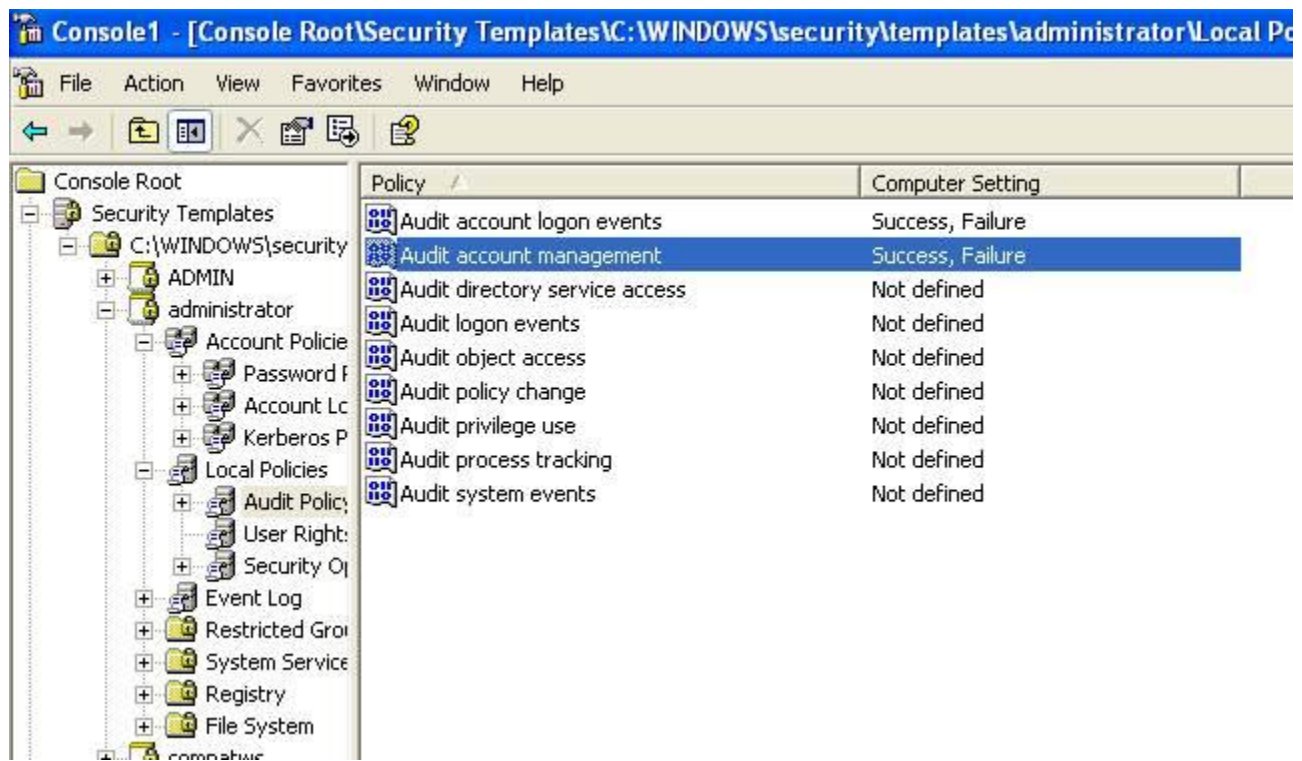 Console1 - [Console Root\Security Templates\C:\WINDOWS\security\templates\administrator\Local Po
File Action View Favorites Window Help
Console Root
Security Templates
C:\WINDOWS\security
ADMIN
administrator
Account Policie
Password P
Account Lo
Kerberos P
Local Policies
Audit Policy
User Rights
Security Op
Event Log
Restricted Grou
System Service
Registry
File System
compatws
Policy Computer Setting
Audit account logon events Success, Failure
Audit account management Success, Failure
Audit directory service access Not defined
Audit logon events Not defined
Audit object access Not defined
Audit policy change Not defined
Audit privilege use Not defined
Audit process tracking Not defined
Audit system events Not defined